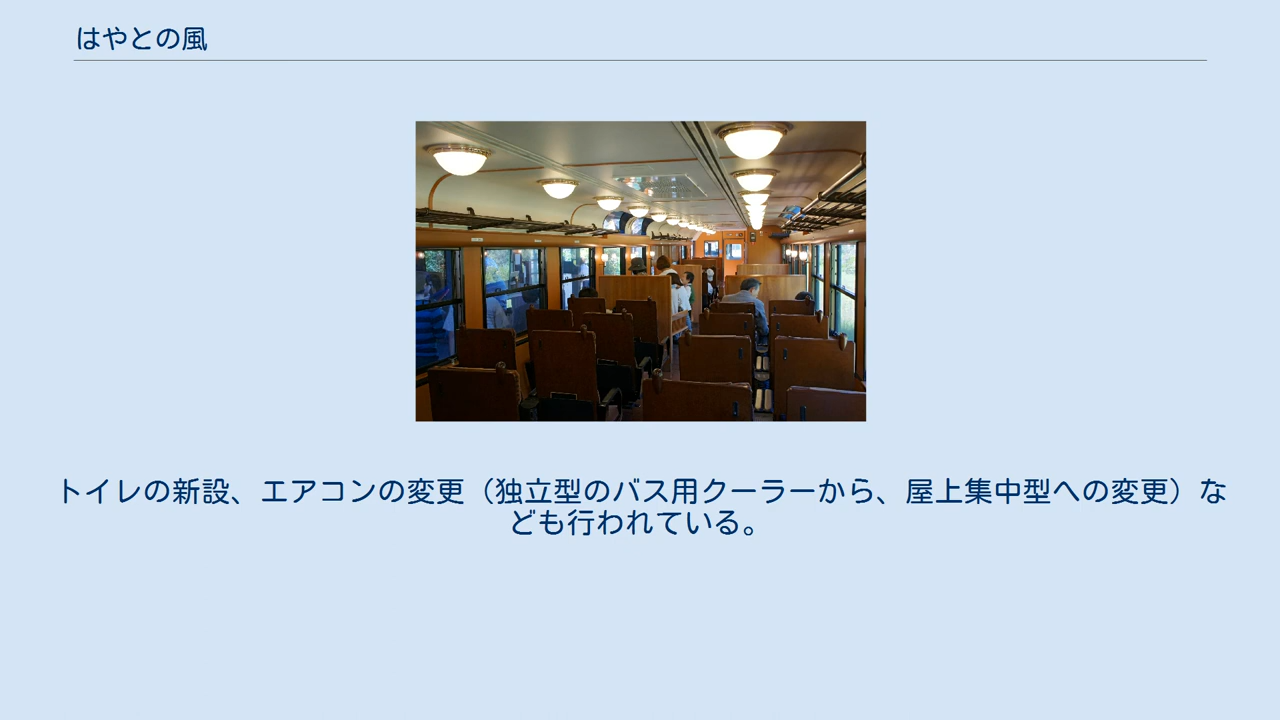 はやとの風
トイレの新設、エアコンの変更（独立型のバス用クーラーから、屋上集中型への変更）な
ども行われている。